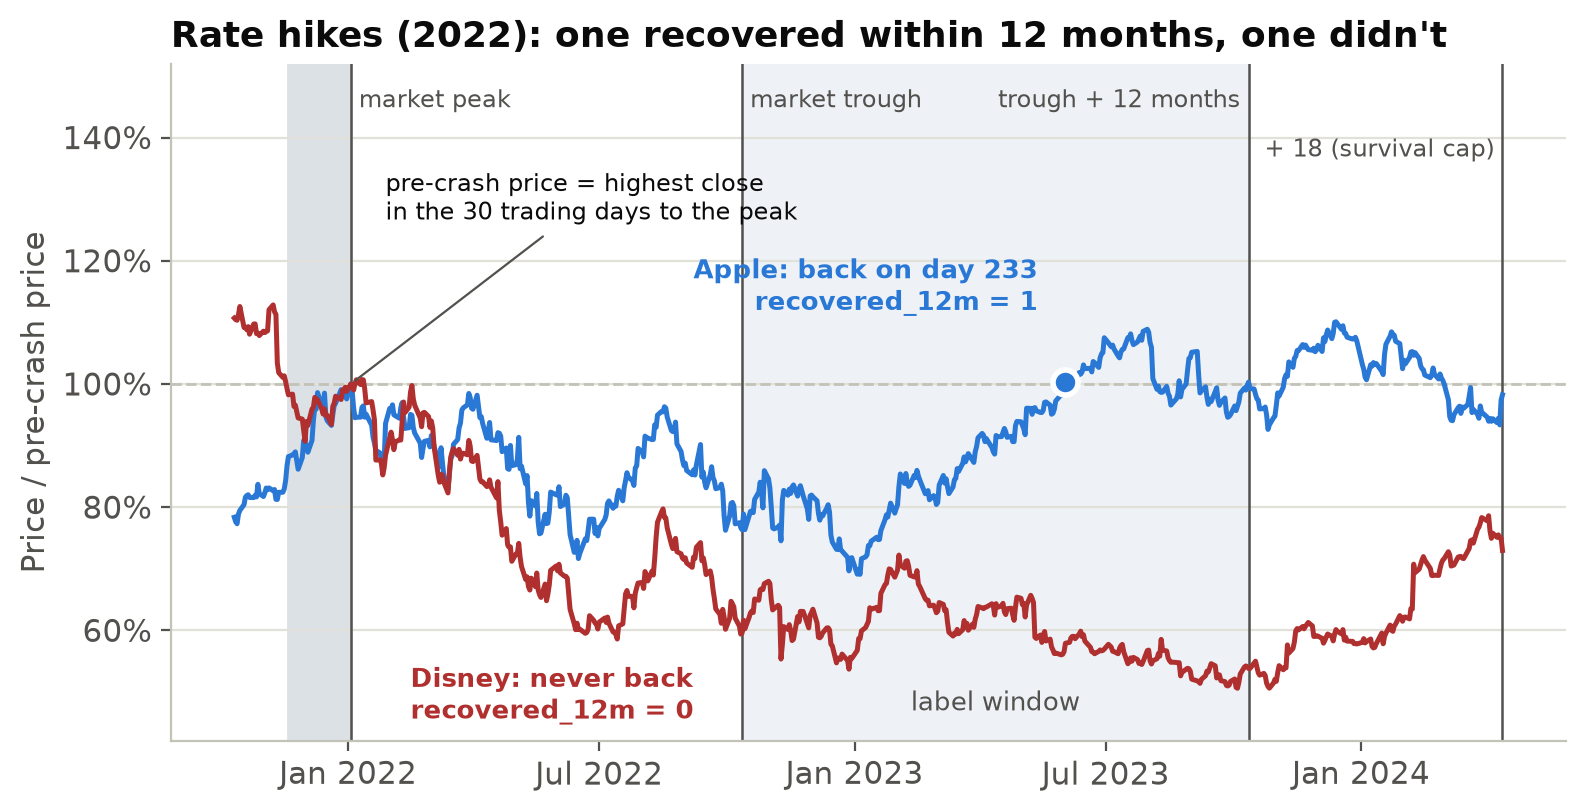 Rate hikes (2022): one recovered within 12 months, one didn't
market peak
market trough
trough + 12 months
+ 18 (survival cap)
pre-crash price = highest close
in the 30 trading days to the peak
Apple: back on day 233
recovered_12m = 1
Disney: never back
recovered_12m = 0
label window
Price / pre-crash price
140%
120%
100%
80%
60%
Jan 2022
Jul 2022
Jan 2023
Jul 2023
Jan 2024